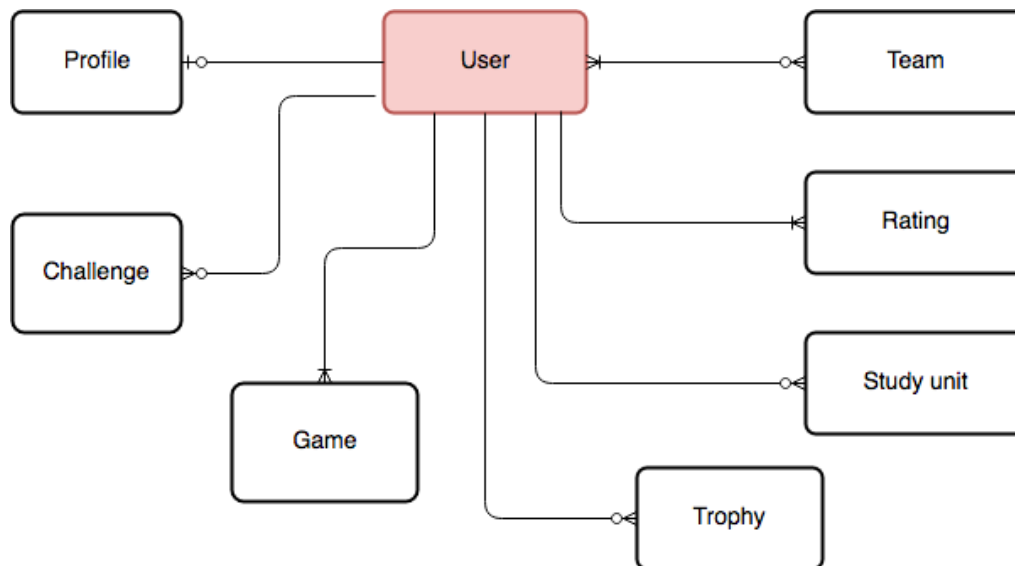 Profile
User
Team
Challenge
Rating
Game
Study unit
Trophy